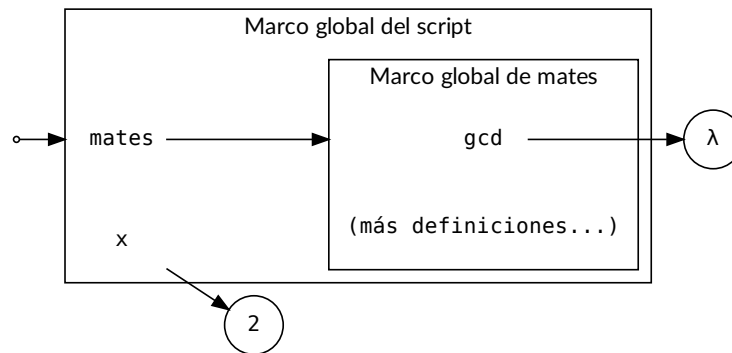 Marco global del script
Marco global de mates
mates
gcd
λ
(más definiciones...)
x
2